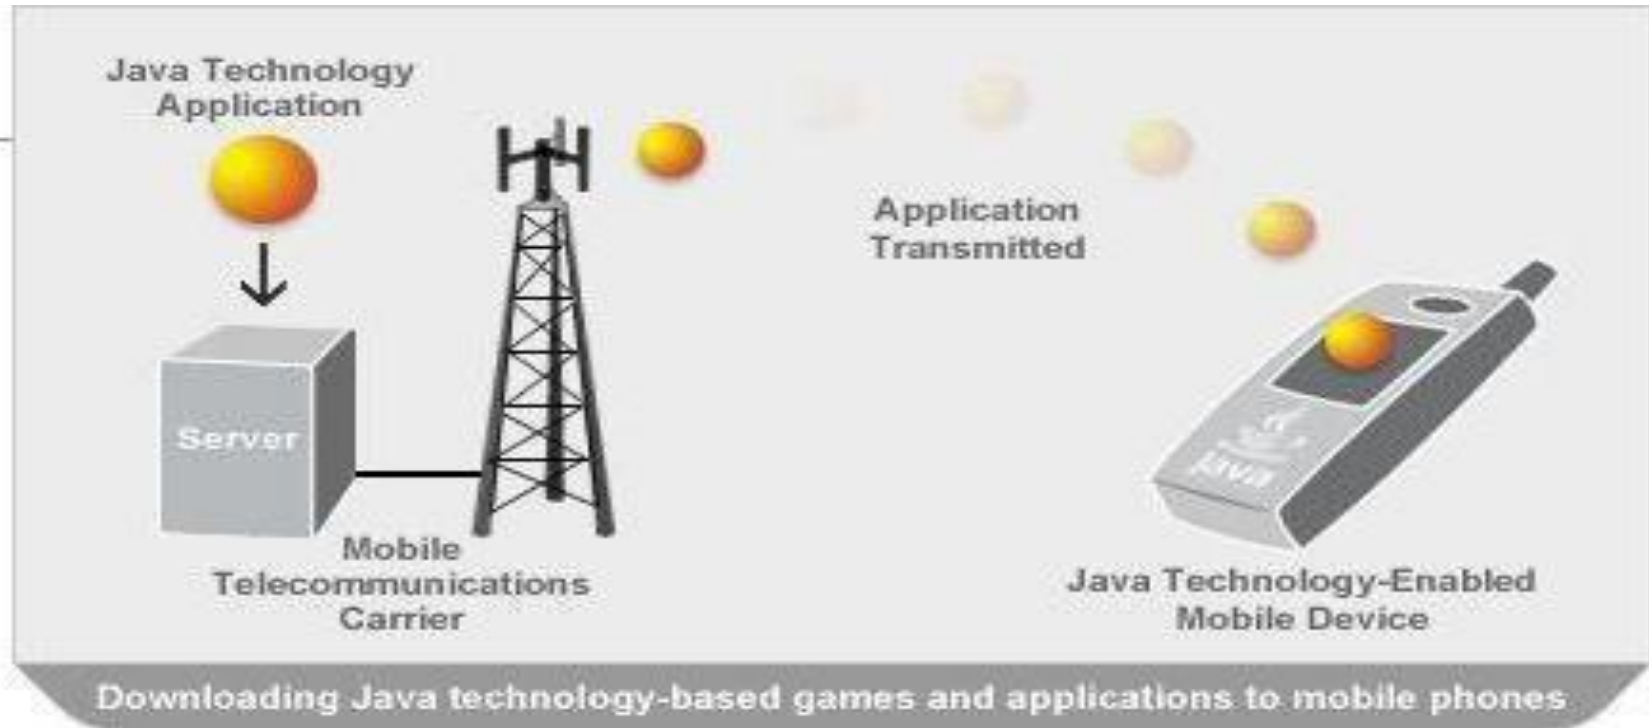 Java Technology
Application
Application
Transmitted
Server
Java
Mobile
Telecommunications
Carrier
Java Technology-Enabled
Mobile Device
Downloading Java technology-based games and applications to mobile phones